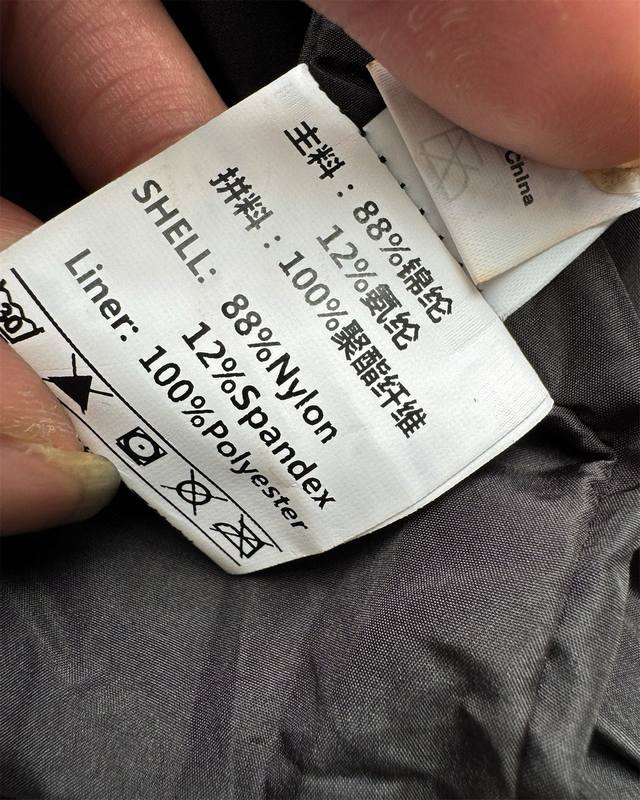 主料：88%锦纶
12%氨纶
拼料：100%聚酯纤维
SHELL: 88%Nylon
12%Spandex
Liner: 100%Polyester
China